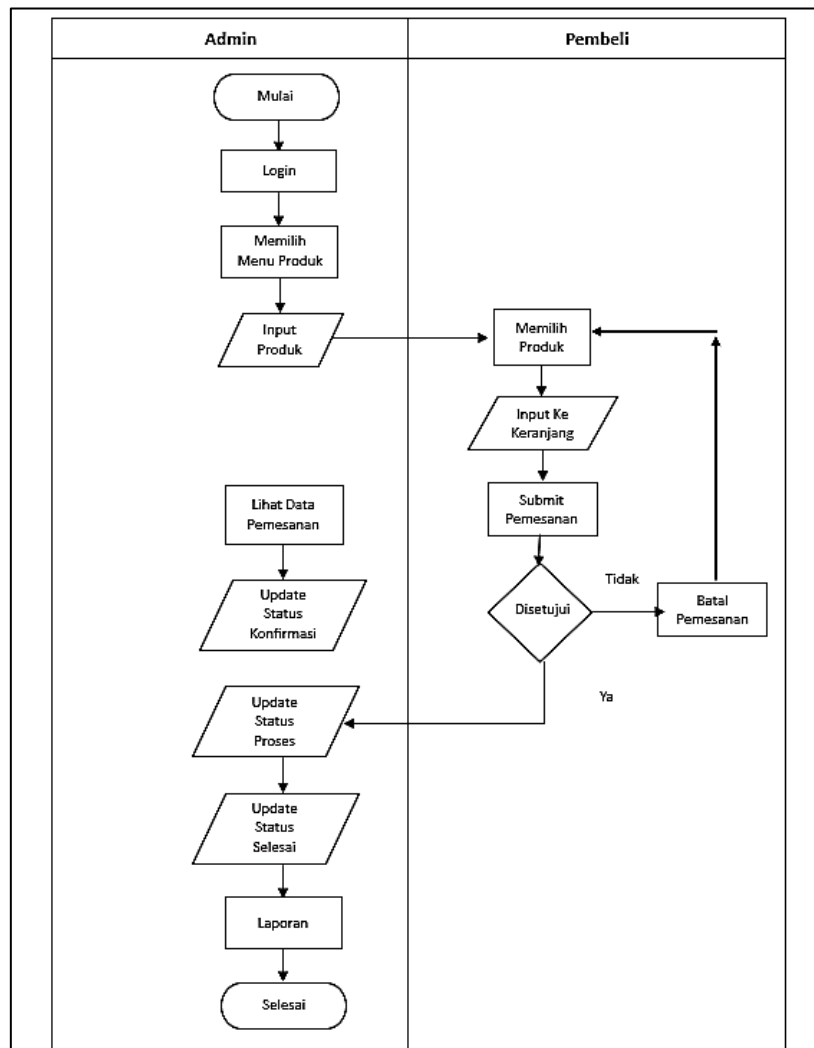 Admin
Pembeli
Mulai
Login
Memilih
Menu Produk
Input
Produk
Memilih
Produk
Input Ke
Keranjang
Lihat Data
Pemesanan
Submit
Pemesanan
Update
Status
Konfirmasi
Disetujui
Tidak
Batal
Pemesanan
Ya
Update
Status
Proses
Update
Status
Selesai
Laporan
Selesai